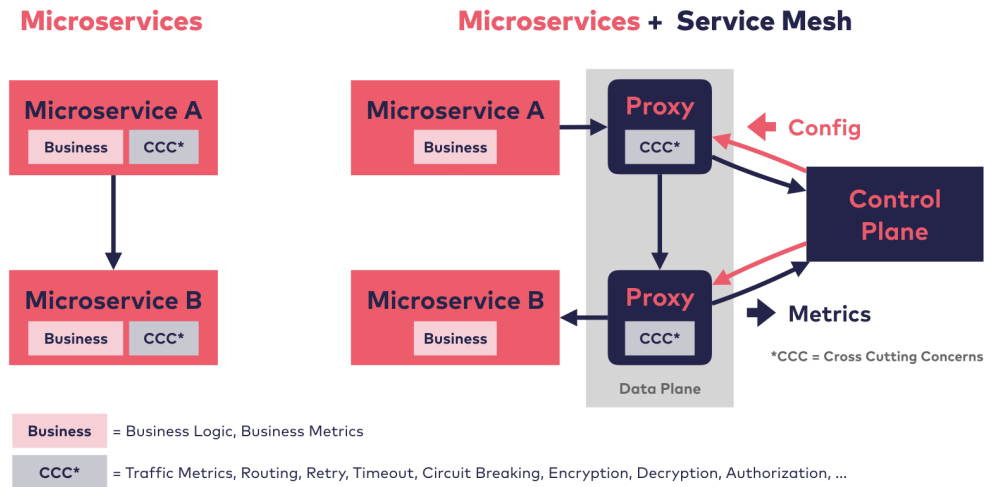 Microservices
Microservice A
Business
CCC*
Microservice B
Business
CCC*
Microservices + Service Mesh
Microservice A
Business
Proxy
CCC*
Config
Control
Plane
Microservice B
Business
Proxy
CCC*
Metrics
*CCC = Cross Cutting Concerns
Data Plane
Business = Business Logic, Business Metrics
CCC* = Traffic Metrics, Routing, Retry, Timeout, Circuit Breaking, Encryption, Decryption, Authorization, ...